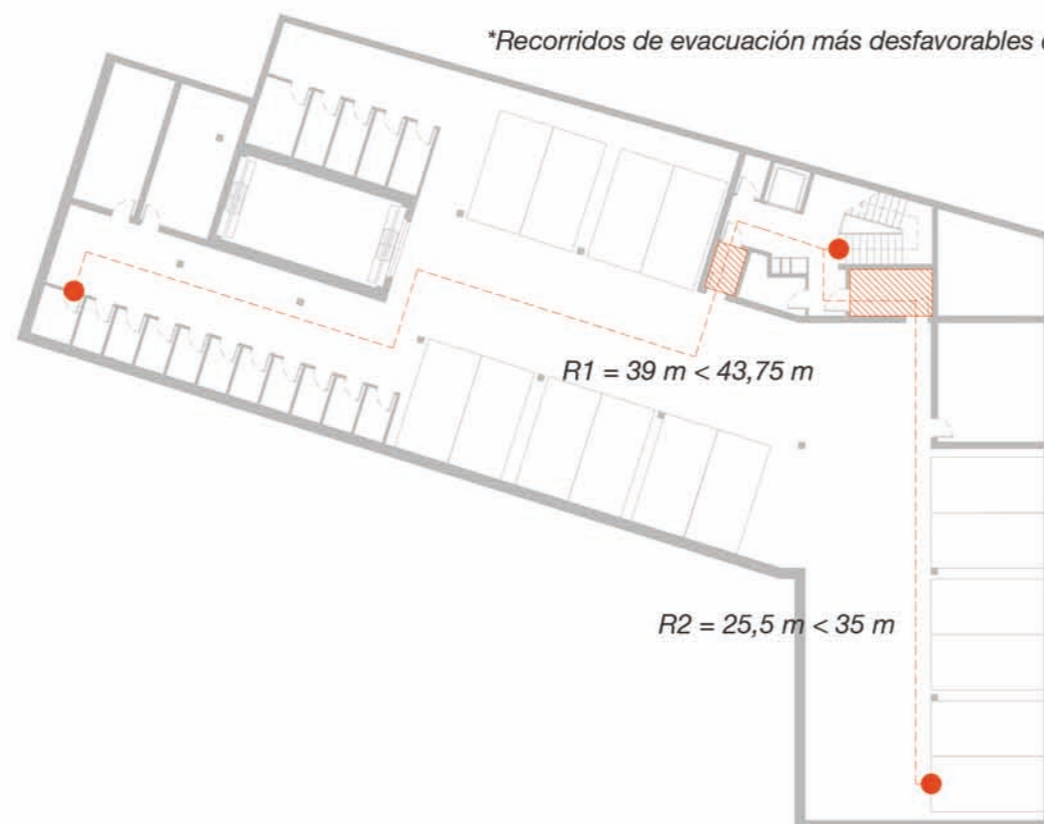 *Recorridos de evacuación más desfavorables
R1 = 39 m < 43,75 m
R2 = 25,5 m < 35 m